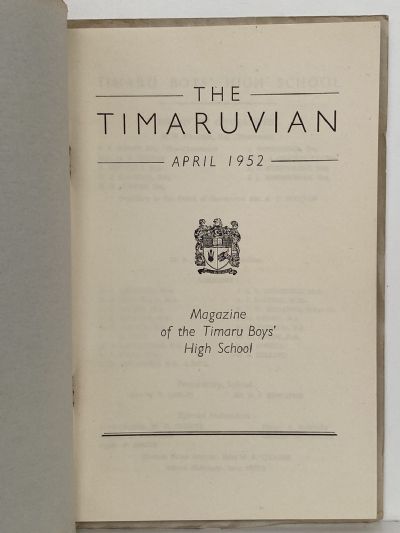 THE
TIMARUVIAN
APRIL 1952
Magazine
of the Timaru Boys'
High School